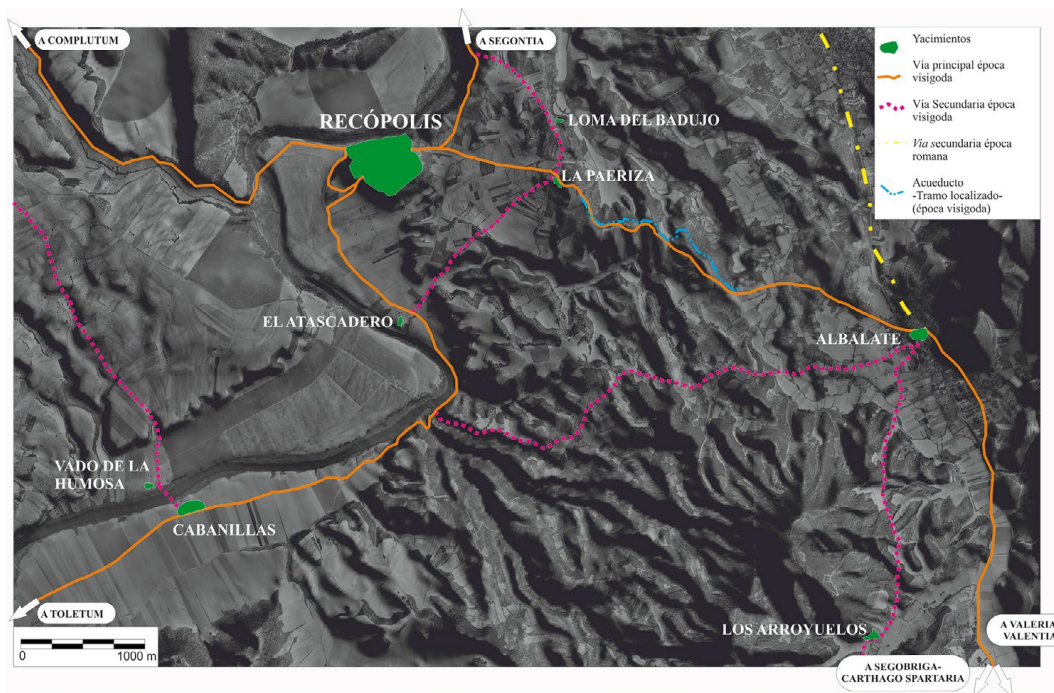 A COMPLUTUM
A SEGONTIA
RECÓPOLIS
LOMA DEL BADUJO
LA PAERIZA
EL ATASCADERO
ALBALATE
VADO DE LA
HUMOSA
CABANILLAS
A TOLETUM
0 1000 m
LOS ARROYUELOS
A VALERIA
VALENTIA
A SEGOBRIGA-
CARTHAGO SPARTARIA
Yacimientos
Vía principal época
visigoda
Vía Secundaria época
visigoda
Via secundaria época
romana
Acueducto
-Tramo localizado-
(época visigoda)